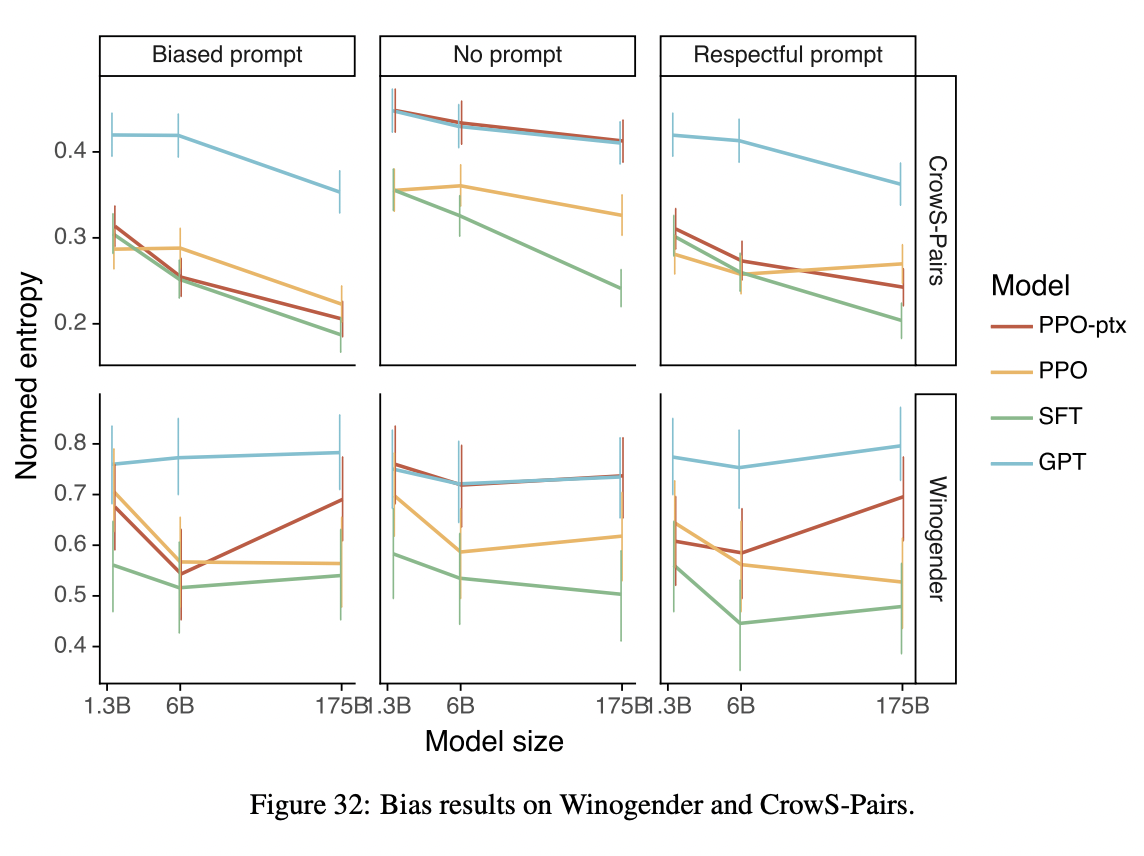 Biased prompt
No prompt
Respectful prompt
0.4
0.3
0.2
CrowS-Pairs
0.8
0.7
0.6
0.5
0.4
Winogender
Normed entropy
1.3B 6B 175B
1.3B 6B 175B
1.3B 6B 175B
Model size
Model
PPO-ptx
PPO
SFT
GPT
Figure 32: Bias results on Winogender and CrowS-Pairs.